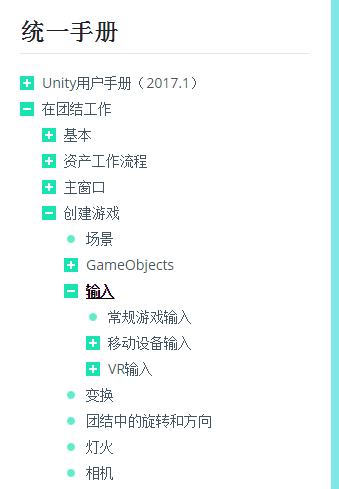 统一手册
Unity用户手册（2017.1）
在团结工作
基本
资产工作流程
主窗口
创建游戏
场景
GameObjects
输入
常规游戏输入
移动设备输入
VR输入
变换
团结中的旋转和方向
灯火
相机